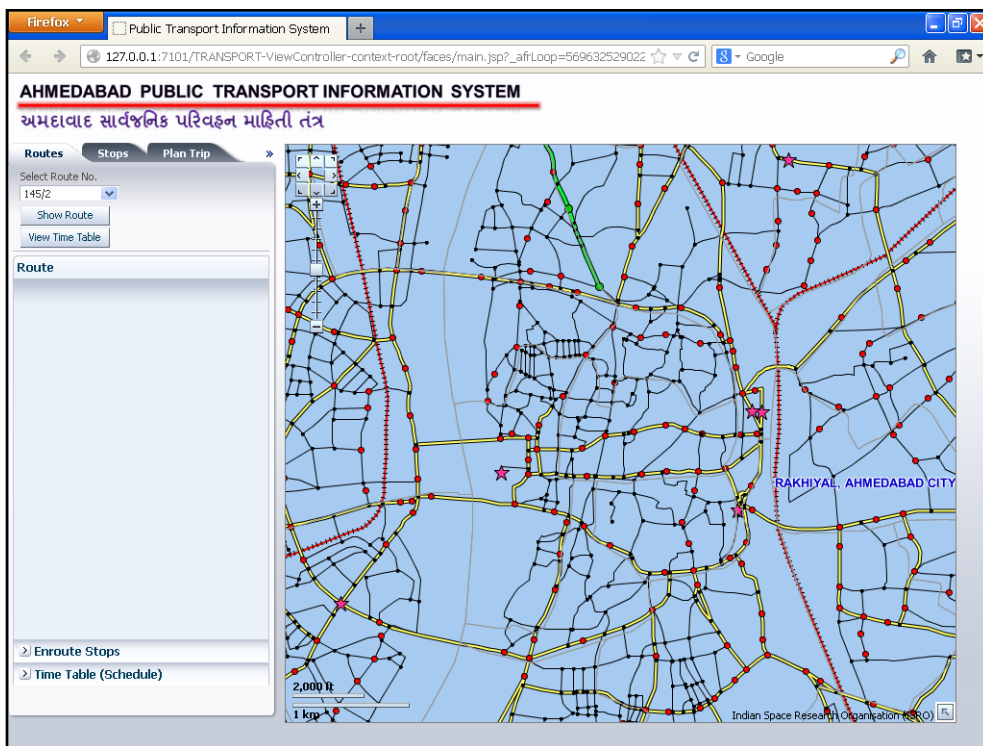 Firefox
Public Transport Information System
127.0.0.1:7101/TRANSPORT-ViewController-context-root/faces/main.jsp?_afrLoop=569632529022
Google
AHMEDABAD PUBLIC TRANSPORT INFORMATION SYSTEM
અમદાવાદ સાર્વજનિક પરિવહન માહિતી તંત્ર
Routes Stops Plan Trip »
Select Route No.
145/2
Show Route
View Time Table
Route
RAKHIYAL, AHMEDABAD CITY
Enroute Stops
Time Table (Schedule)
2,000 ft
1 km
Indian Space Research Organisation (ISRO)